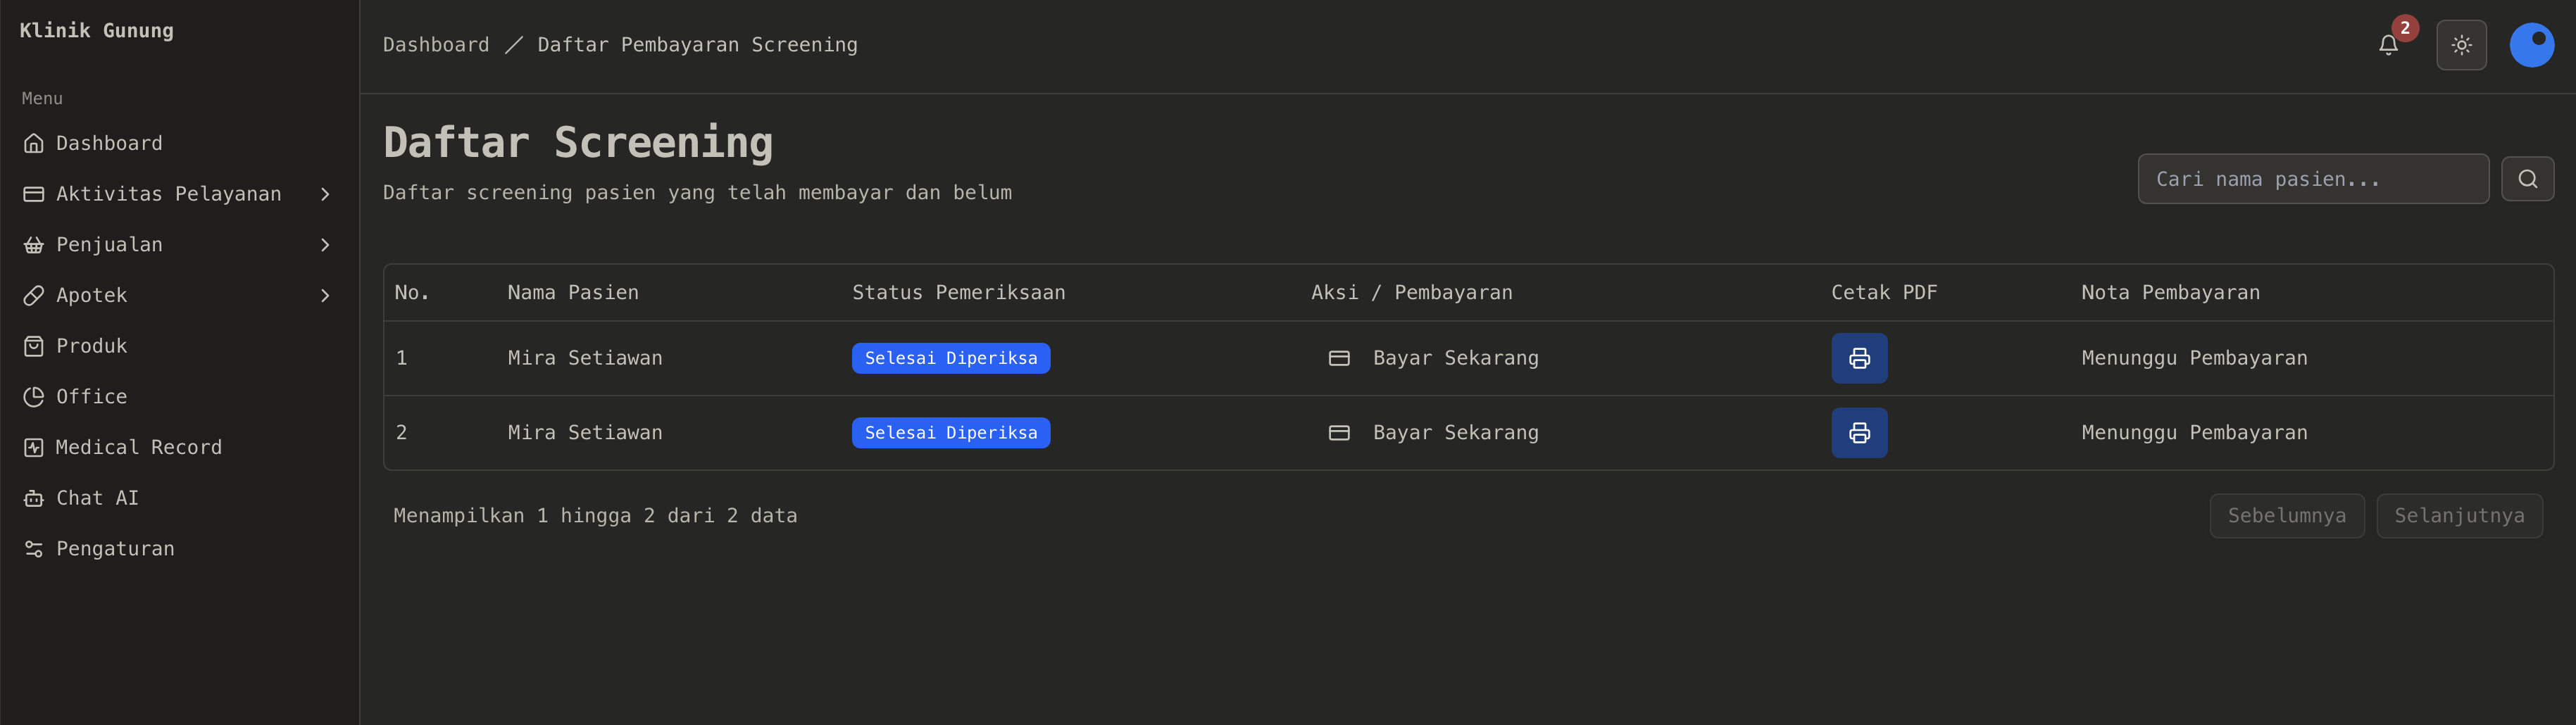 Klinik Gunung
Menu
Dashboard
Aktivitas Pelayanan
Penjualan
Apotek
Produk
Office
Medical Record
Chat AI
Pengaturan
Dashboard / Daftar Pembayaran Screening
2
Daftar Screening
Daftar screening pasien yang telah membayar dan belum
Cari nama pasien...
No. Nama Pasien Status Pemeriksaan Aksi / Pembayaran Cetak PDF Nota Pembayaran
1 Mira Setiawan Selesai Diperiksa Bayar Sekarang Menunggu Pembayaran
2 Mira Setiawan Selesai Diperiksa Bayar Sekarang Menunggu Pembayaran
Menampilkan 1 hingga 2 dari 2 data
Sebelumnya Selanjutnya